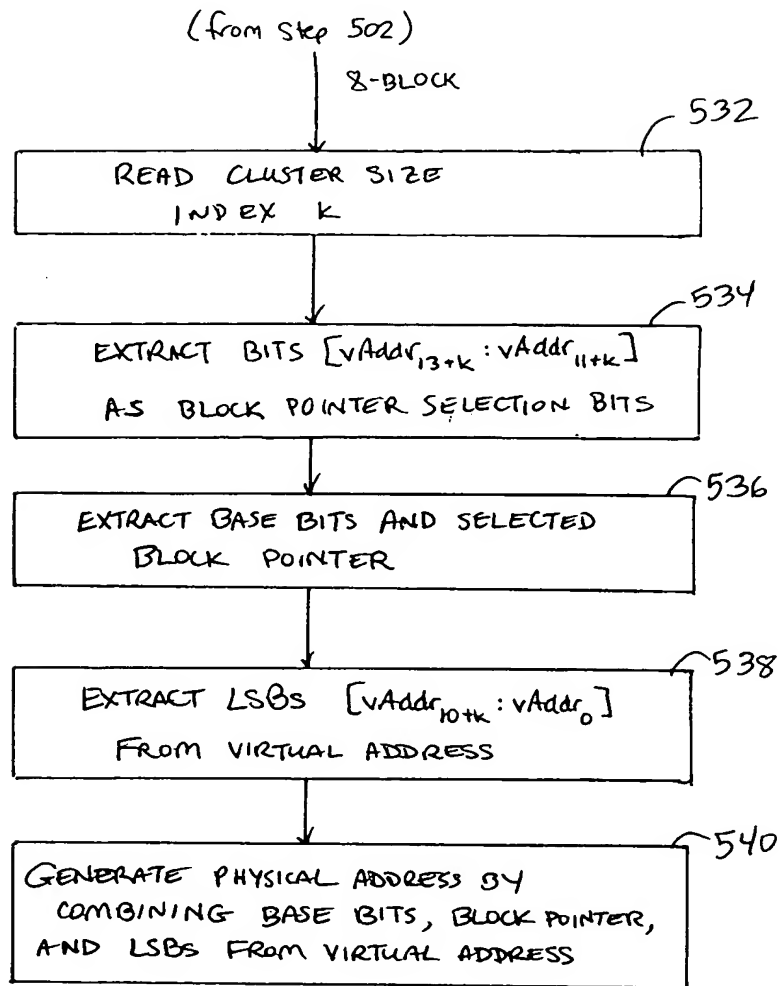 (from step 502)
8-BLOCK
532
READ CLUSTER SIZE
INDEX K
534
EXTRACT BITS [vAddr₁₃₊ₖ : vAddr₁₁₊ₖ]
AS BLOCK POINTER SELECTION BITS
536
EXTRACT BASE BITS AND SELECTED
BLOCK POINTER
538
EXTRACT LSBs [vAddr₁₀₊ₖ : vAddr₀]
FROM VIRTUAL ADDRESS
540
GENERATE PHYSICAL ADDRESS BY
COMBINING BASE BITS, BLOCK POINTER,
AND LSBs FROM VIRTUAL ADDRESS